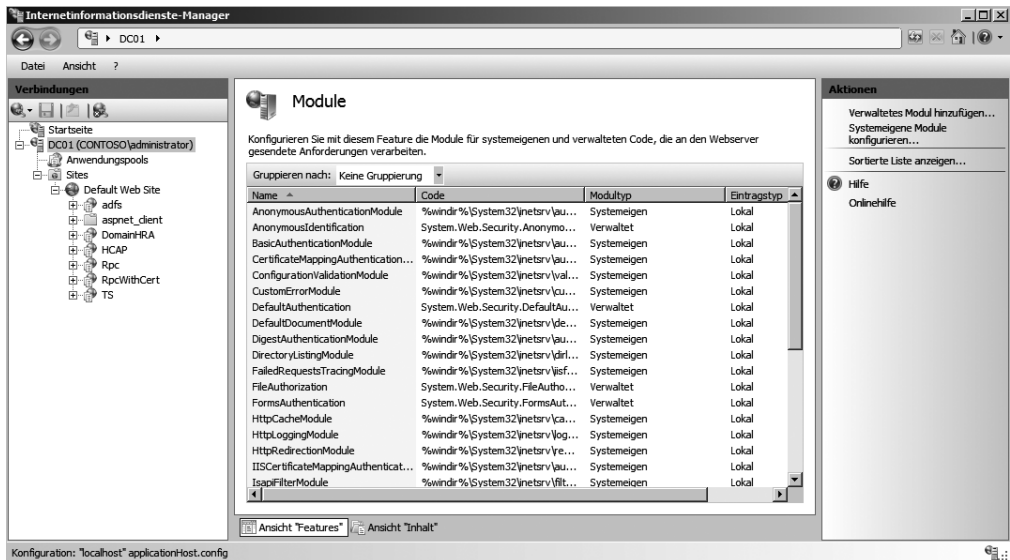 Internetinformationsdienste-Manager
DC01
Datei Ansicht ?
Verbindungen
Startseite
DC01 (CONTOSO\administrator)
Anwendungspools
Sites
Default Web Site
adfs
aspnet_client
DomainHRA
HCAP
Rpc
RpcWithCert
TS
Module
Konfigurieren Sie mit diesem Feature die Module für systemeigenen und verwalteten Code, die an den Webserver
gesendete Anforderungen verarbeiten.
Gruppieren nach: Keine Gruppierung
Name Code Modultyp Eintragstyp
AnonymousAuthenticationModule %windir%\System32\inetsrv\au... Systemeigen Lokal
AnonymousIdentification System.Web.Security.Anonymo... Verwaltet Lokal
BasicAuthenticationModule %windir%\System32\inetsrv\au... Systemeigen Lokal
CertificateMappingAuthentication... %windir%\System32\inetsrv\au... Systemeigen Lokal
ConfigurationValidationModule %windir%\System32\inetsrv\val... Systemeigen Lokal
CustomErrorModule %windir%\System32\inetsrv\cu... Systemeigen Lokal
DefaultAuthentication System.Web.Security.DefaultAu... Verwaltet Lokal
DefaultDocumentModule %windir%\System32\inetsrv\de... Systemeigen Lokal
DigestAuthenticationModule %windir%\System32\inetsrv\au... Systemeigen Lokal
DirectoryListingModule %windir%\System32\inetsrv\dirl... Systemeigen Lokal
FailedRequestsTracingModule %windir%\System32\inetsrv\iisf... Systemeigen Lokal
FileAuthorization System.Web.Security.FileAutho... Verwaltet Lokal
FormsAuthentication System.Web.Security.FormsAut... Verwaltet Lokal
HttpCacheModule %windir%\System32\inetsrv\ca... Systemeigen Lokal
HttpLoggingModule %windir%\System32\inetsrv\log... Systemeigen Lokal
HttpRedirectionModule %windir%\System32\inetsrv\re... Systemeigen Lokal
IISCertificateMappingAuthenticat... %windir%\System32\inetsrv\au... Systemeigen Lokal
IsapiFilterModule %windir%\System32\inetsrv\filt... Systemeigen Lokal
Ansicht "Features" Ansicht "Inhalt"
Aktionen
Verwaltetes Modul hinzufügen...
Systemeigene Module
konfigurieren...
Sortierte Liste anzeigen...
Hilfe
Onlinehilfe
Konfiguration: "localhost" applicationHost.config